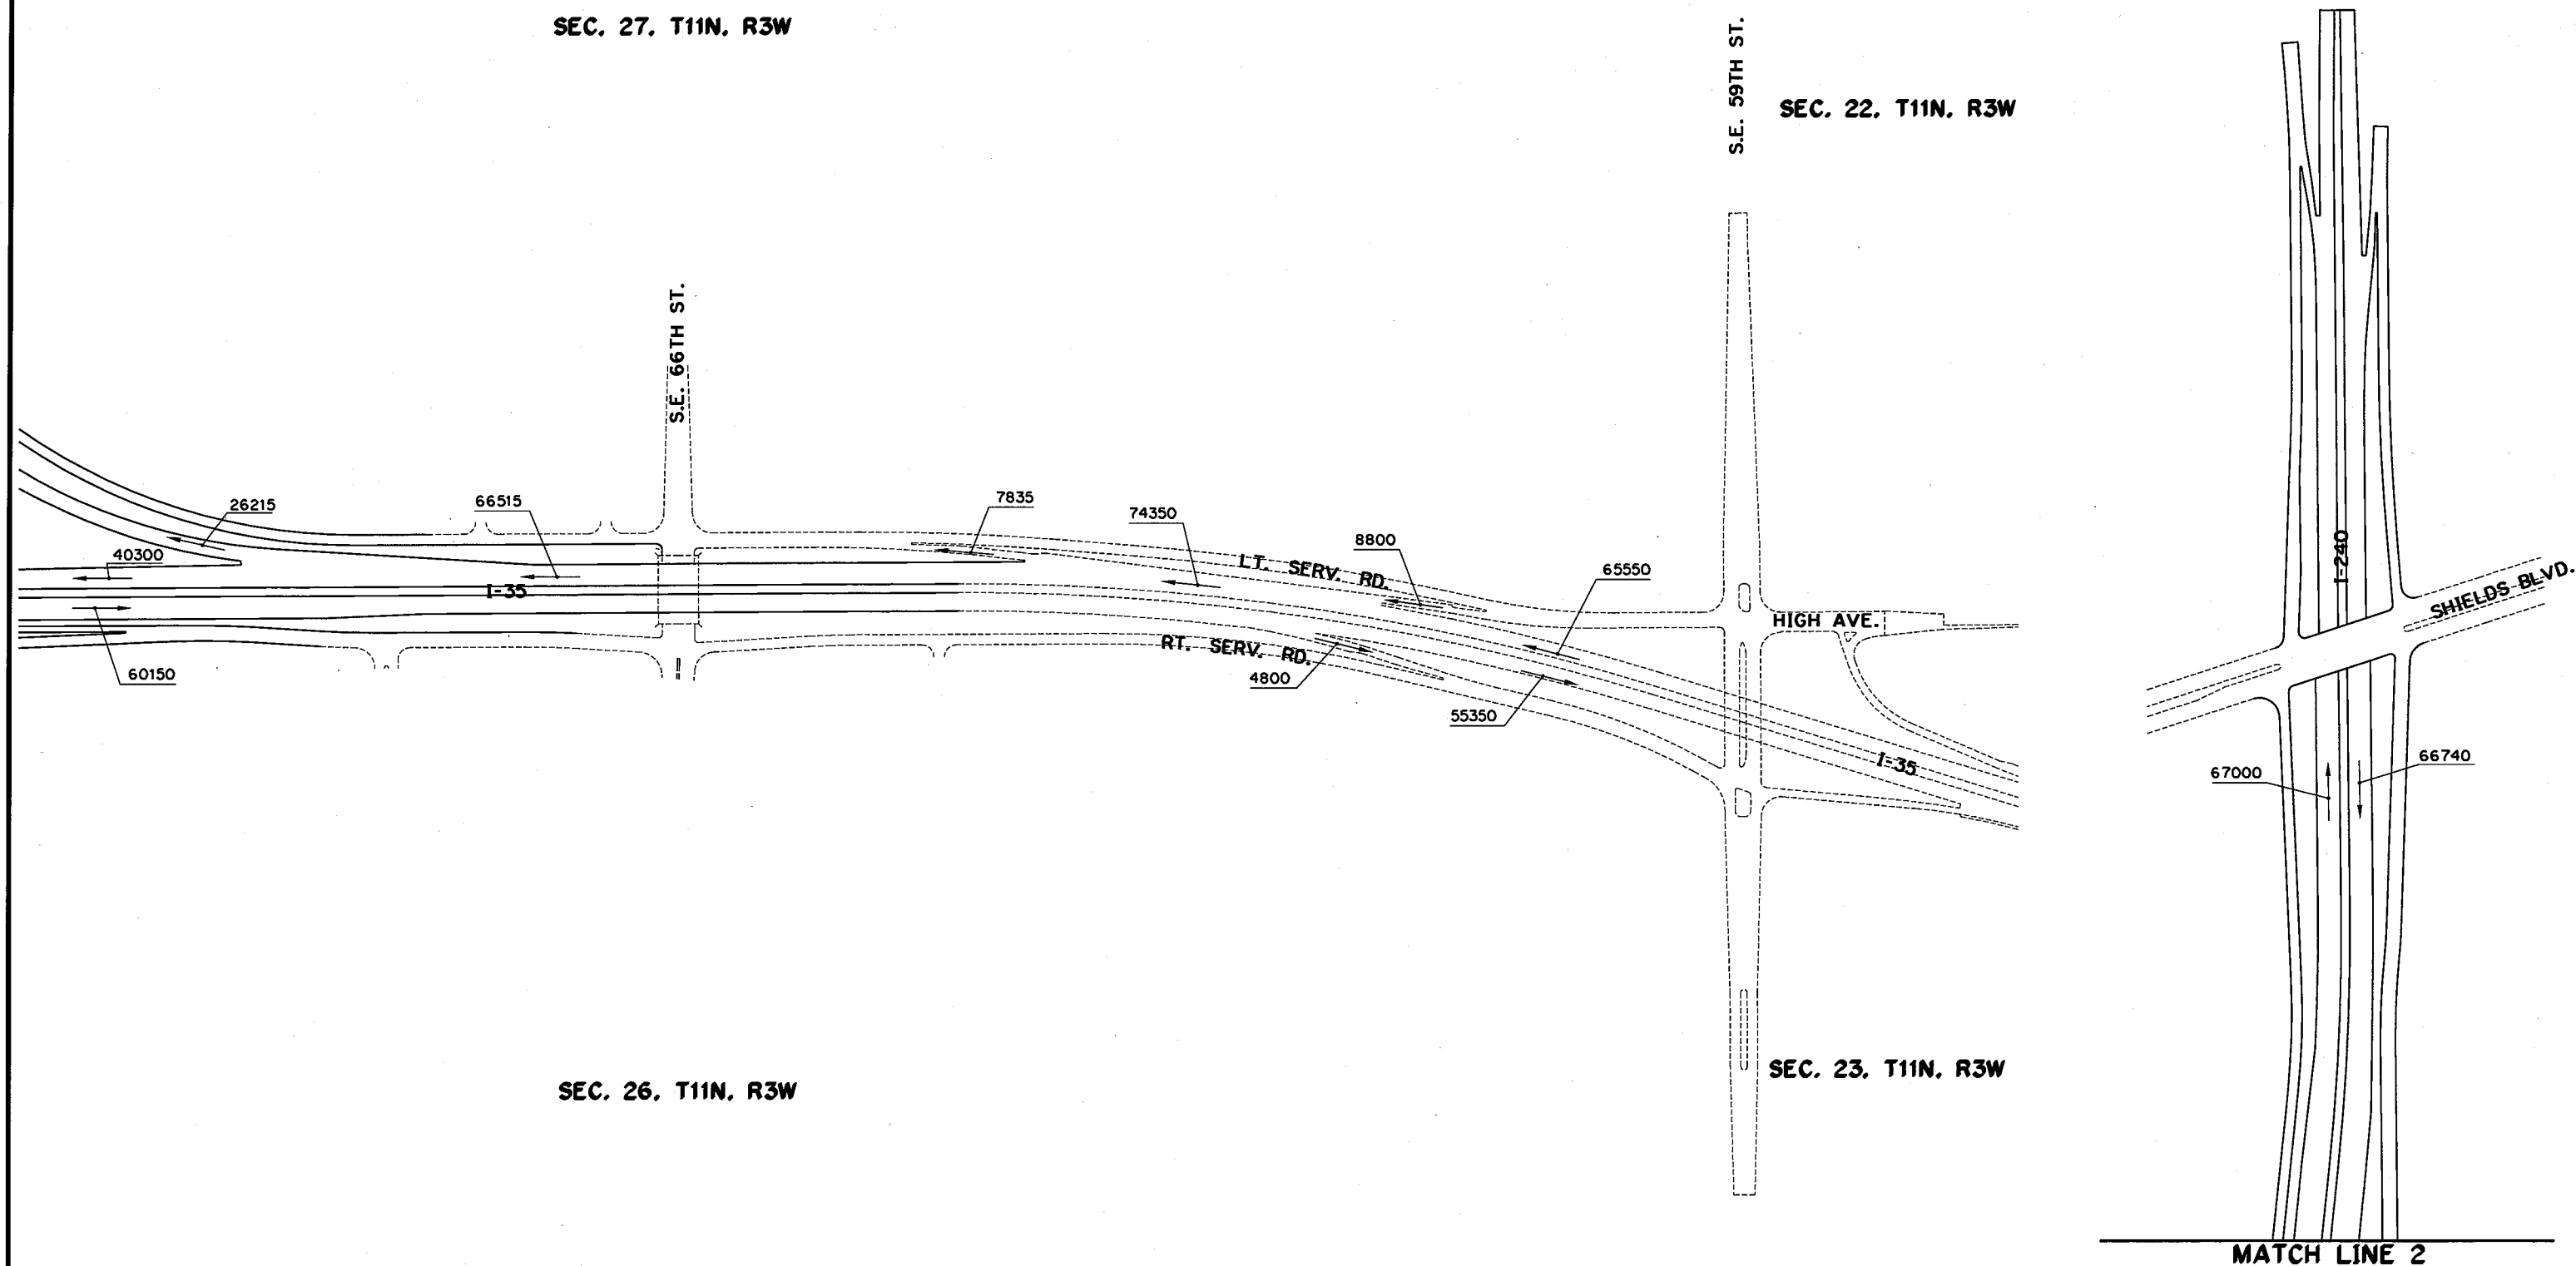 SEC. 27, T11N, R3W
S.E. 59TH ST.
SEC. 22, T11N, R3W
S.E. 66TH ST.
26215
66515
7835
74350
8800
65550
40300
I-35
LT. SERV. RD.
HIGH AVE.
RT. SERV. RD.
60150
4800
55350
I-35
SEC. 26, T11N, R3W
SEC. 23, T11N, R3W
I-240
SHIELDS BLVD.
67000
66740
MATCH LINE 2